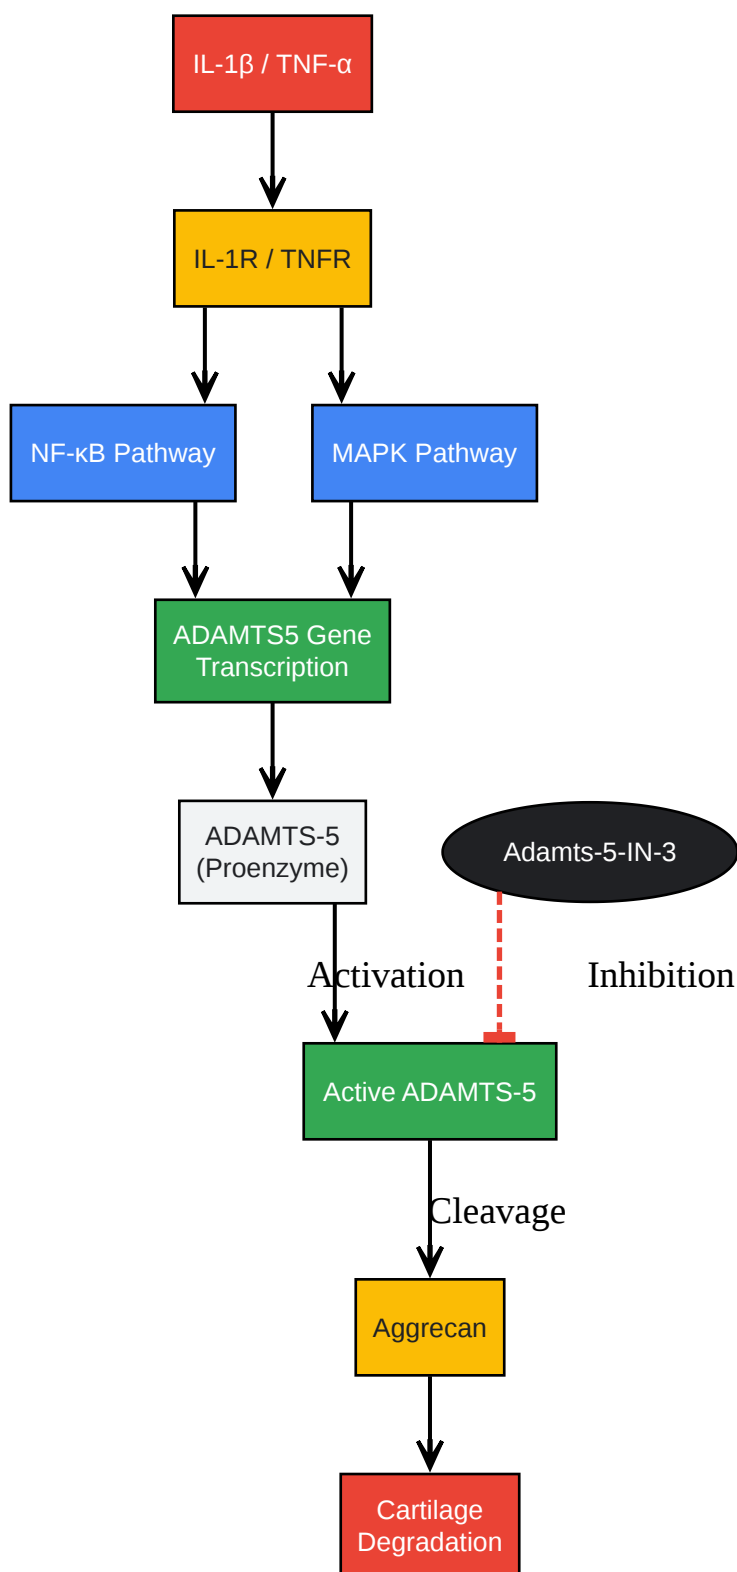 IL-1β / TNF-α
IL-1R / TNFR
NF-κB Pathway
MAPK Pathway
ADAMTS5 Gene
Transcription
ADAMTS-5
(Proenzyme)
Adamts-5-IN-3
Activation
Inhibition
Active ADAMTS-5
Cleavage
Aggrecan
Cartilage
Degradation